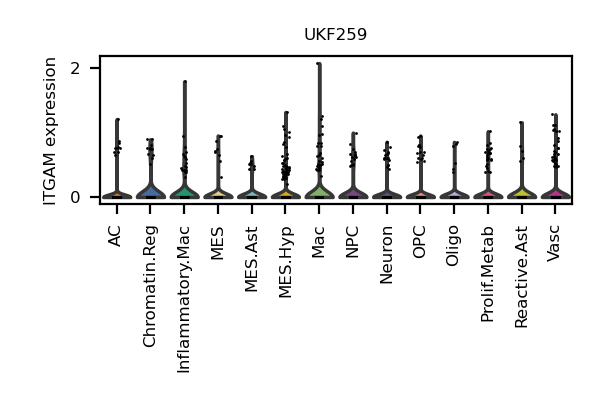 UKF259
ITGAM expression
2
0
AC
Chromatin.Reg
Inflammatory.Mac
MES
MES.Ast
MES.Hyp
Mac
NPC
Neuron
OPC
Oligo
Prolif.Metab
Reactive.Ast
Vasc